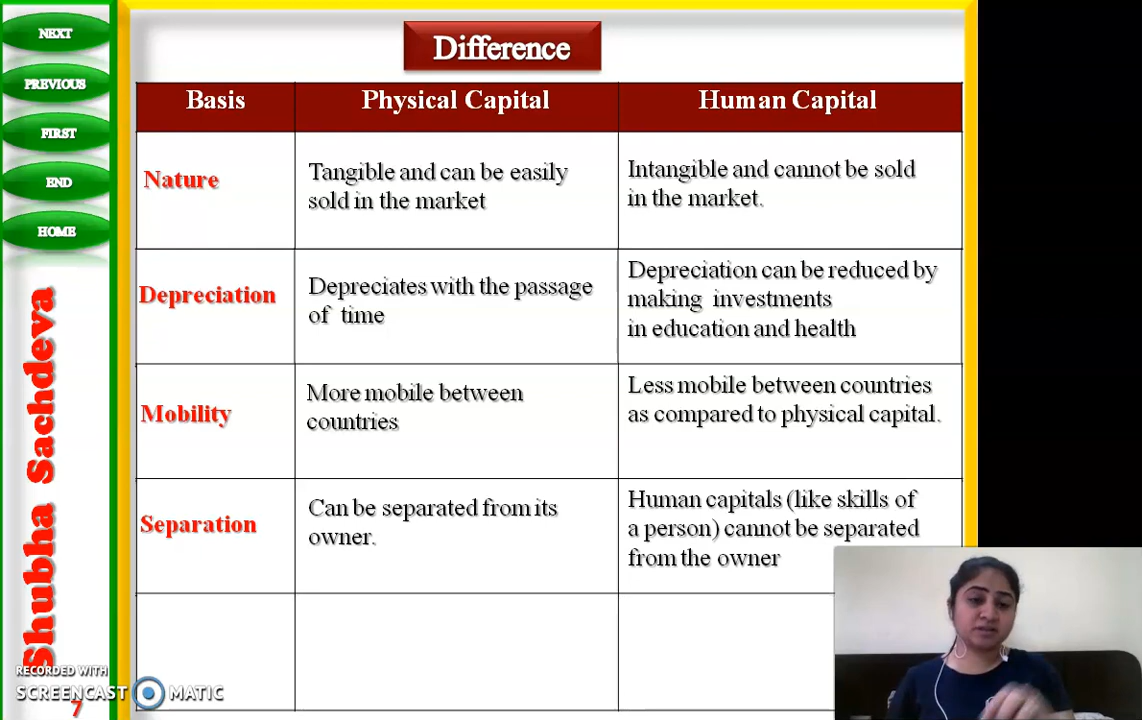 NEXT
PREVIOUS
FIRST
END
HOME
Shubha Sachdeva
RECORDED WITH
SCREENCAST MATIC
7
Difference
Basis Physical Capital Human Capital
Nature
Tangible and can be easily
sold in the market
Intangible and cannot be sold
in the market.
Depreciation
Depreciates with the passage
of time
Depreciation can be reduced by
making investments
in education and health
Mobility
More mobile between
countries
Less mobile between countries
as compared to physical capital.
Separation
Can be separated from its
owner.
Human capitals (like skills of
a person) cannot be separated
from the owner